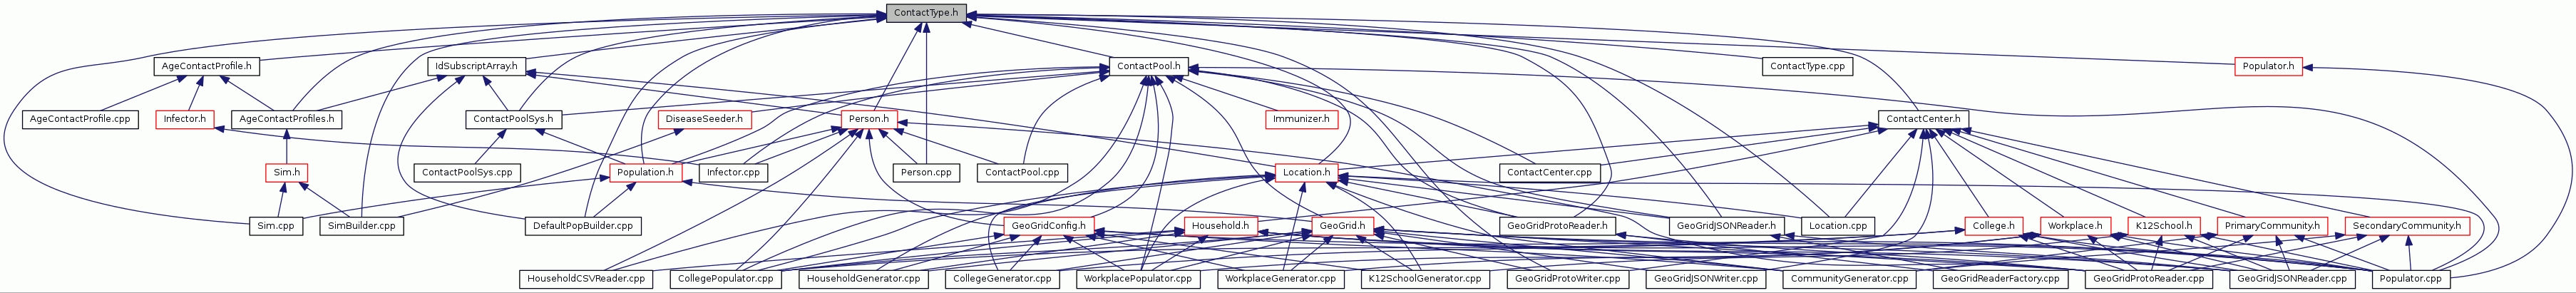 ContactType.h
AgeContactProfile.h
IdSubscriptArray.h
ContactPool.h
ContactType.cpp
Populator.h
AgeContactProfile.cpp
Infector.h
AgeContactProfiles.h
ContactPoolSys.h
DiseaseSeeder.h
Person.h
Immunizer.h
ContactCenter.h
Sim.h
ContactPoolSys.cpp
Population.h
Infector.cpp
Person.cpp
ContactPool.cpp
Location.h
ContactCenter.cpp
Sim.cpp
SimBuilder.cpp
DefaultPopBuilder.cpp
GeoGridConfig.h
Household.h
GeoGrid.h
GeoGridProtoReader.h
GeoGridJSONReader.h
Location.cpp
College.h
Workplace.h
K12School.h
PrimaryCommunity.h
SecondaryCommunity.h
HouseholdCSVReader.cpp
CollegePopulator.cpp
HouseholdGenerator.cpp
CollegeGenerator.cpp
WorkplacePopulator.cpp
WorkplaceGenerator.cpp
K12SchoolGenerator.cpp
GeoGridProtoWriter.cpp
GeoGridJSONWriter.cpp
CommunityGenerator.cpp
GeoGridReaderFactory.cpp
GeoGridProtoReader.cpp
GeoGridJSONReader.cpp
Populator.cpp